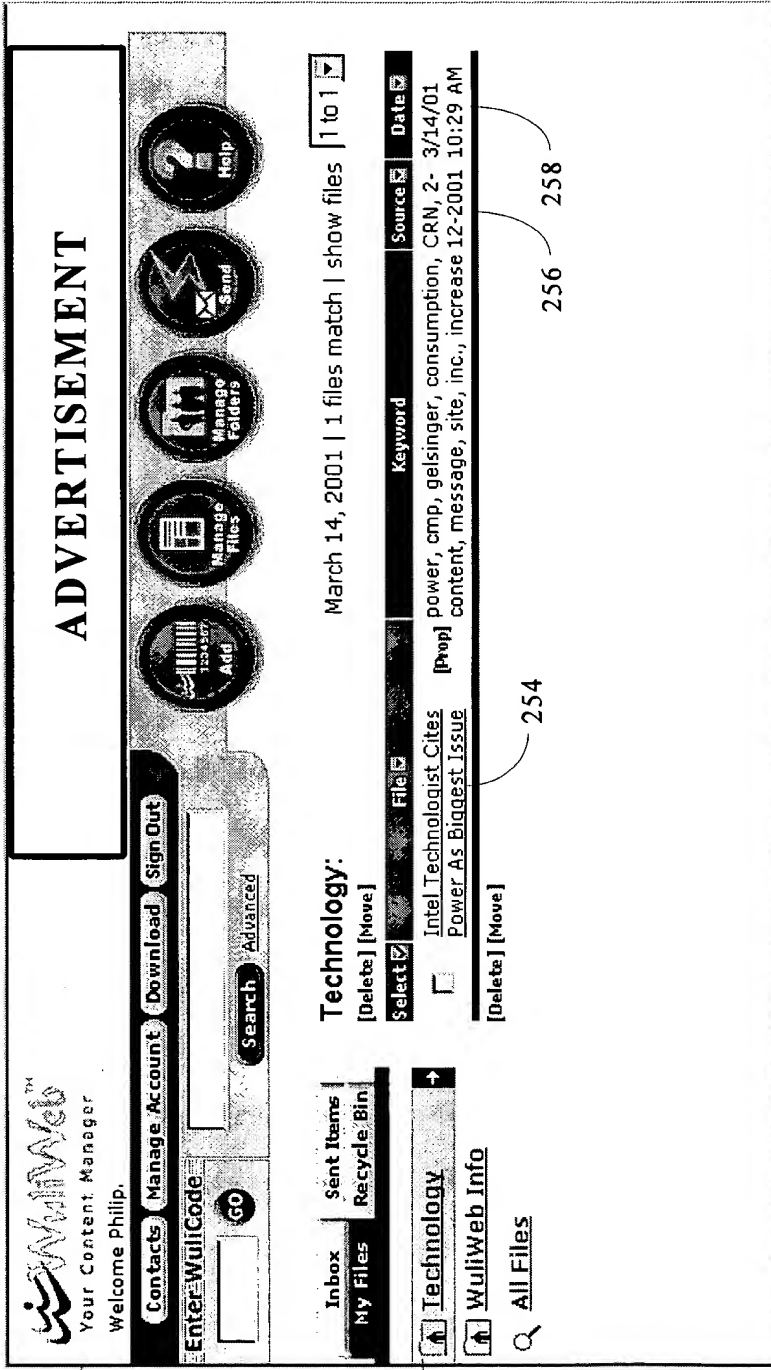 ADVERTISEMENT
WuliWeb™
Your Content Manager
Welcome Philip,
Contacts Manage Account Download Sign Out
Enter WuliCode
GO
Search Advanced
1234567
Add
Manage Files
Manage Folders
Send
?
Help
Inbox Sent Items
My Files Recycle Bin
Technology
WuliWeb Info
All Files
Technology:
[Delete] [Move]
March 14, 2001 | 1 files match | show files 1 to 1
Select File Keyword Source Date
Intel Technologist Cites [Prop] power, cmp, gelsinger, consumption, CRN, 2- 3/14/01
Power As Biggest Issue content, message, site, inc., increase 12-2001 10:29 AM
[Delete] [Move]
254
256
258